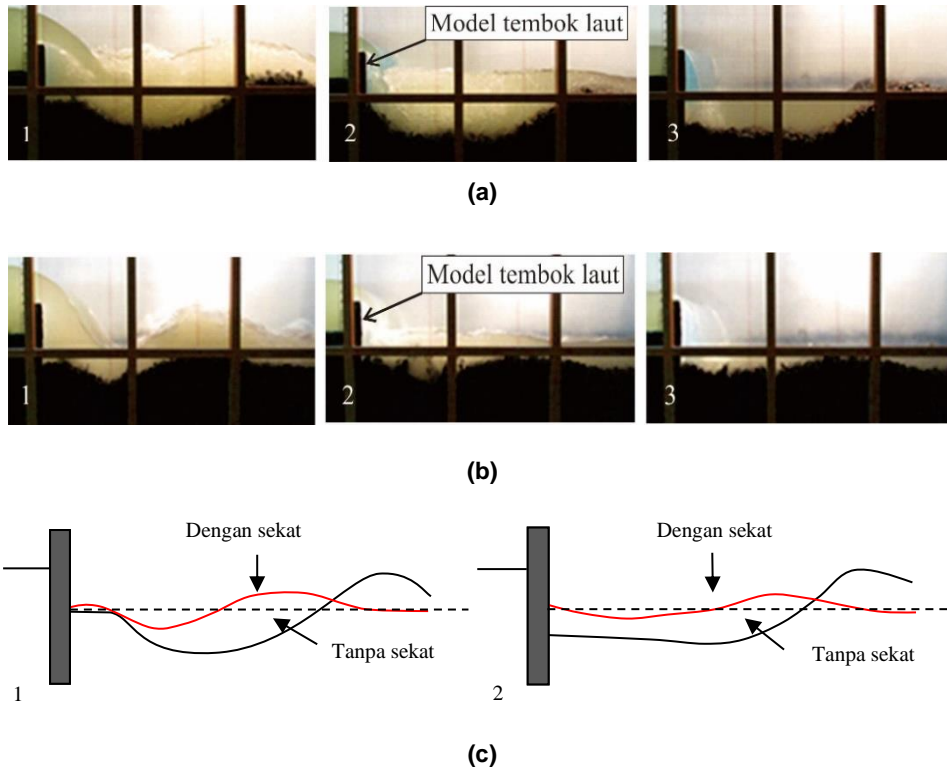 Model tembok laut
1
2
3
(a)
Model tembok laut
1
2
3
(b)
Dengan sekat
Tanpa sekat
1
Dengan sekat
Tanpa sekat
2
(c)